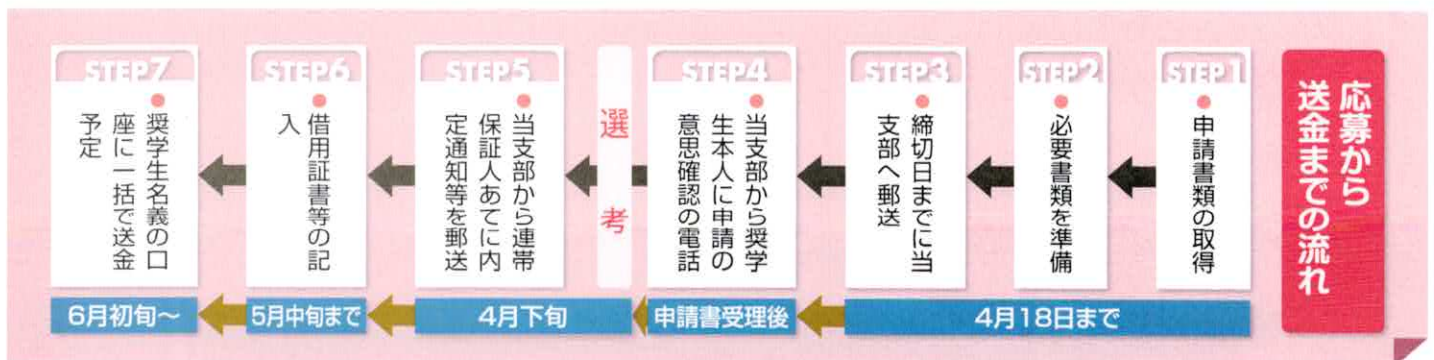 応募から
送金までの流れ
STEP1
●申請書類の取得
STEP2
●必要書類を準備
STEP3
●締切日までに当
支部へ郵送
4月18日まで
STEP4
●当支部から奨学
生本人に申請の
意思確認の電話
申請書受理後
選考
STEP5
●当支部から連帯
保証人あてに内
定通知等を郵送
4月下旬
STEP6
●借用証書等の記
入
5月中旬まで
STEP7
●奨学生名義の口
座に一括で送金
予定
6月初旬~